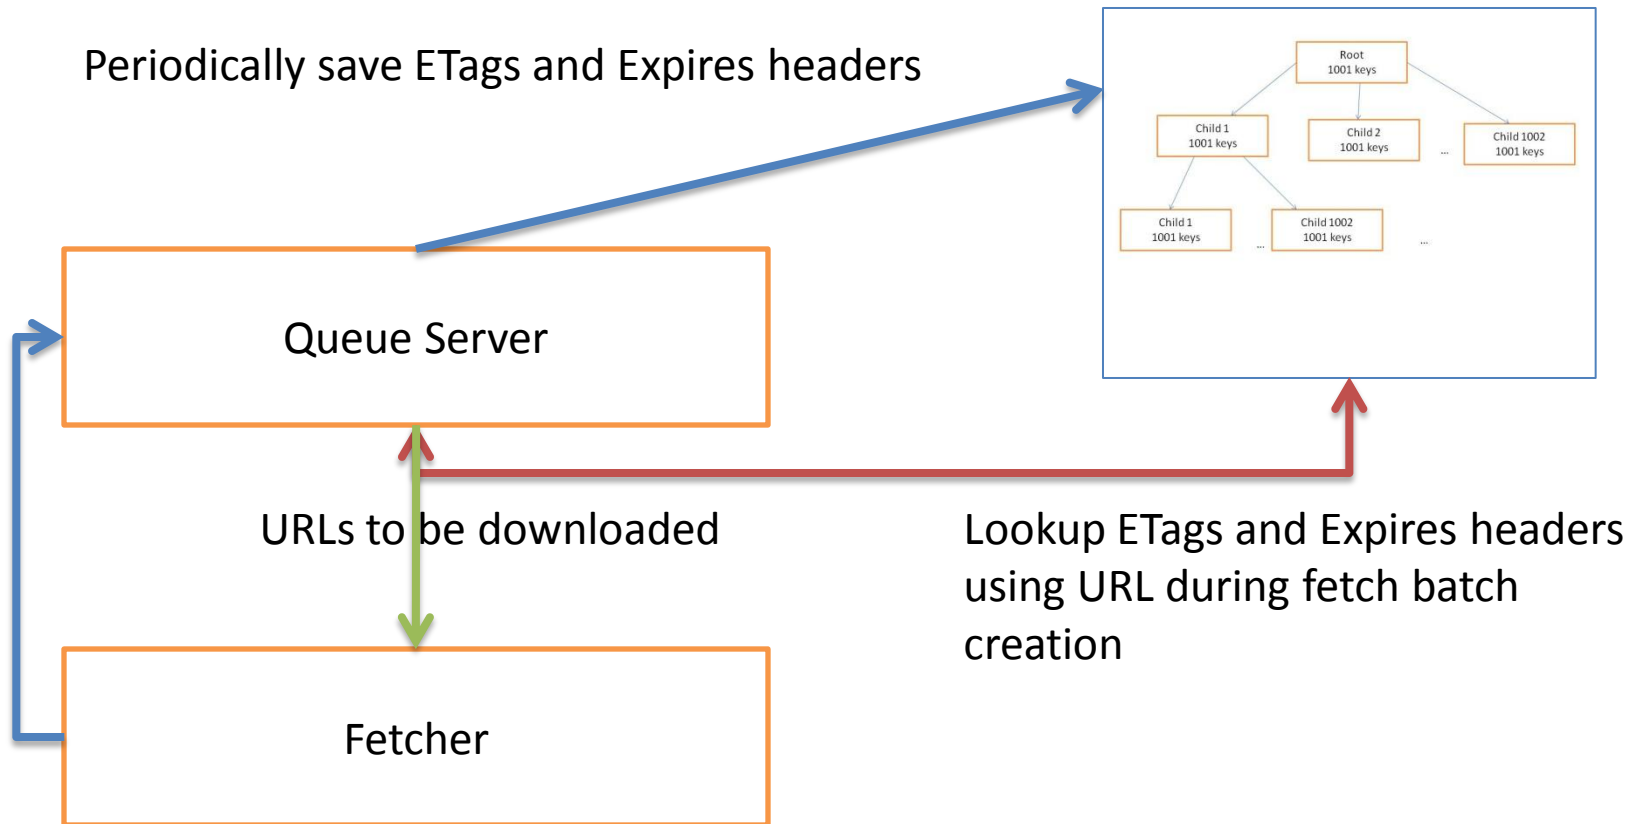 Periodically save ETags and Expires headers
Root
1001 keys
Child 1
1001 keys
Child 2
1001 keys
...
Child 1002
1001 keys
Child 1
1001 keys
...
Child 1002
1001 keys
...
Queue Server
URLs to be downloaded
Lookup ETags and Expires headers
using URL during fetch batch
creation
Fetcher